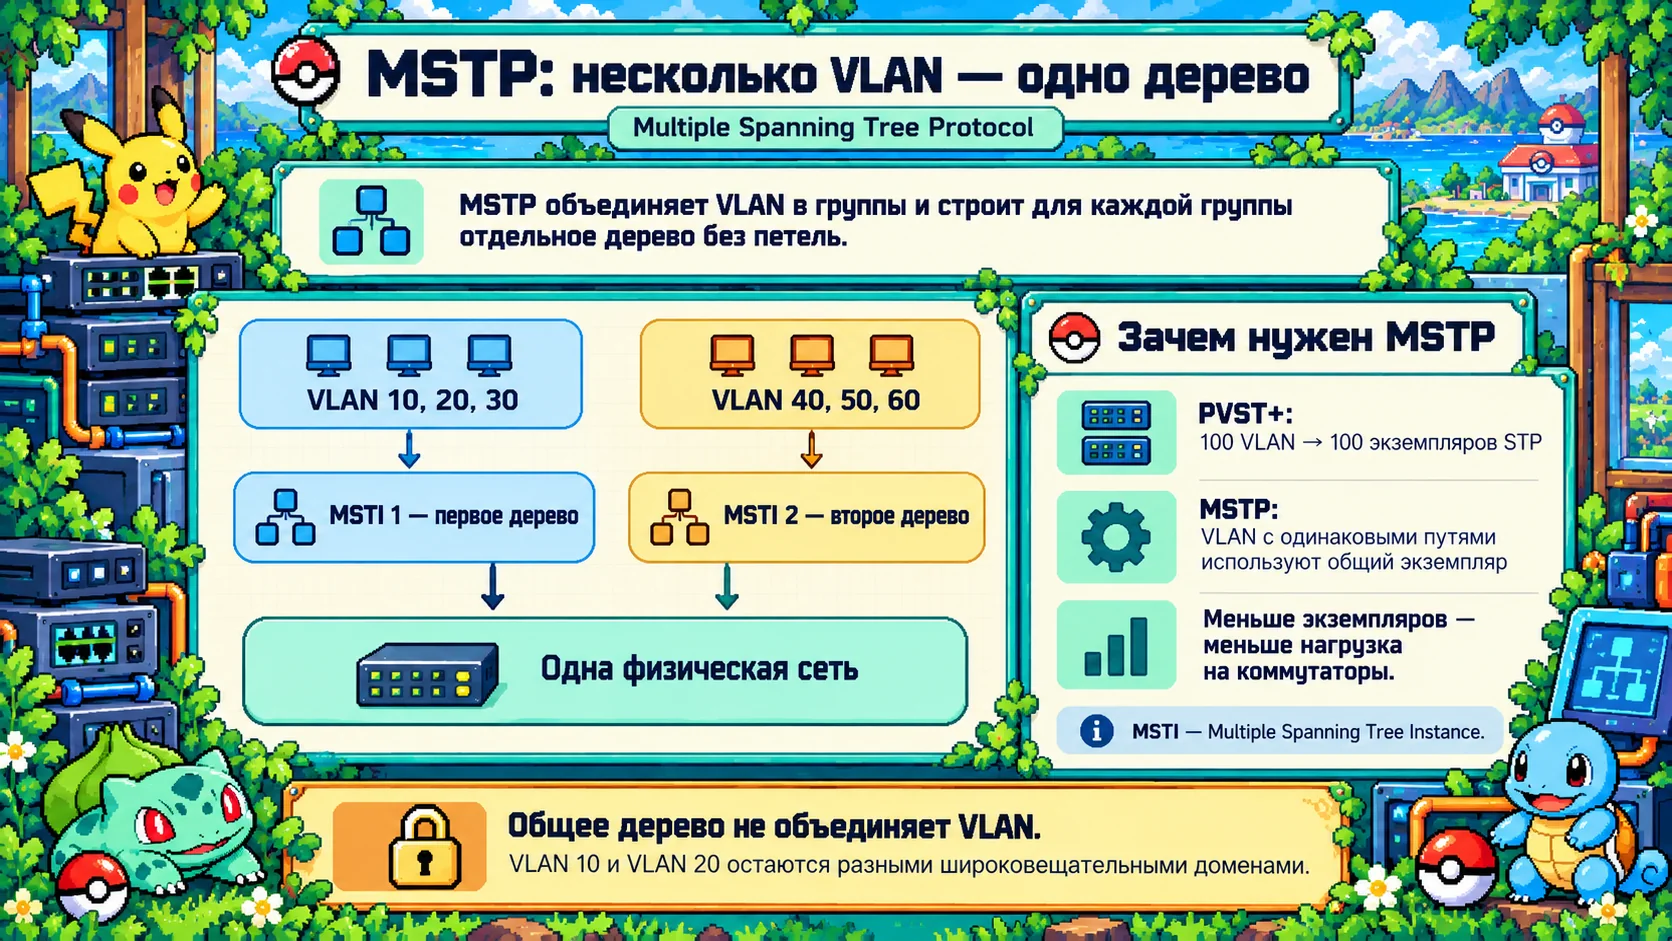 MSTP: несколько VLAN — одно дерево
Multiple Spanning Tree Protocol
MSTP объединяет VLAN в группы и строит для каждой группы
отдельное дерево без петель.
VLAN 10, 20, 30
VLAN 40, 50, 60
MSTI 1 — первое дерево
MSTI 2 — второе дерево
Одна физическая сеть
Зачем нужен MSTP
PVST+:
100 VLAN → 100 экземпляров STP
MSTP:
VLAN с одинаковыми путями
используют общий экземпляр
Меньше экземпляров —
меньше нагрузка
на коммутаторы.
MSTI — Multiple Spanning Tree Instance.
Общее дерево не объединяет VLAN.
VLAN 10 и VLAN 20 остаются разными широковещательными доменами.